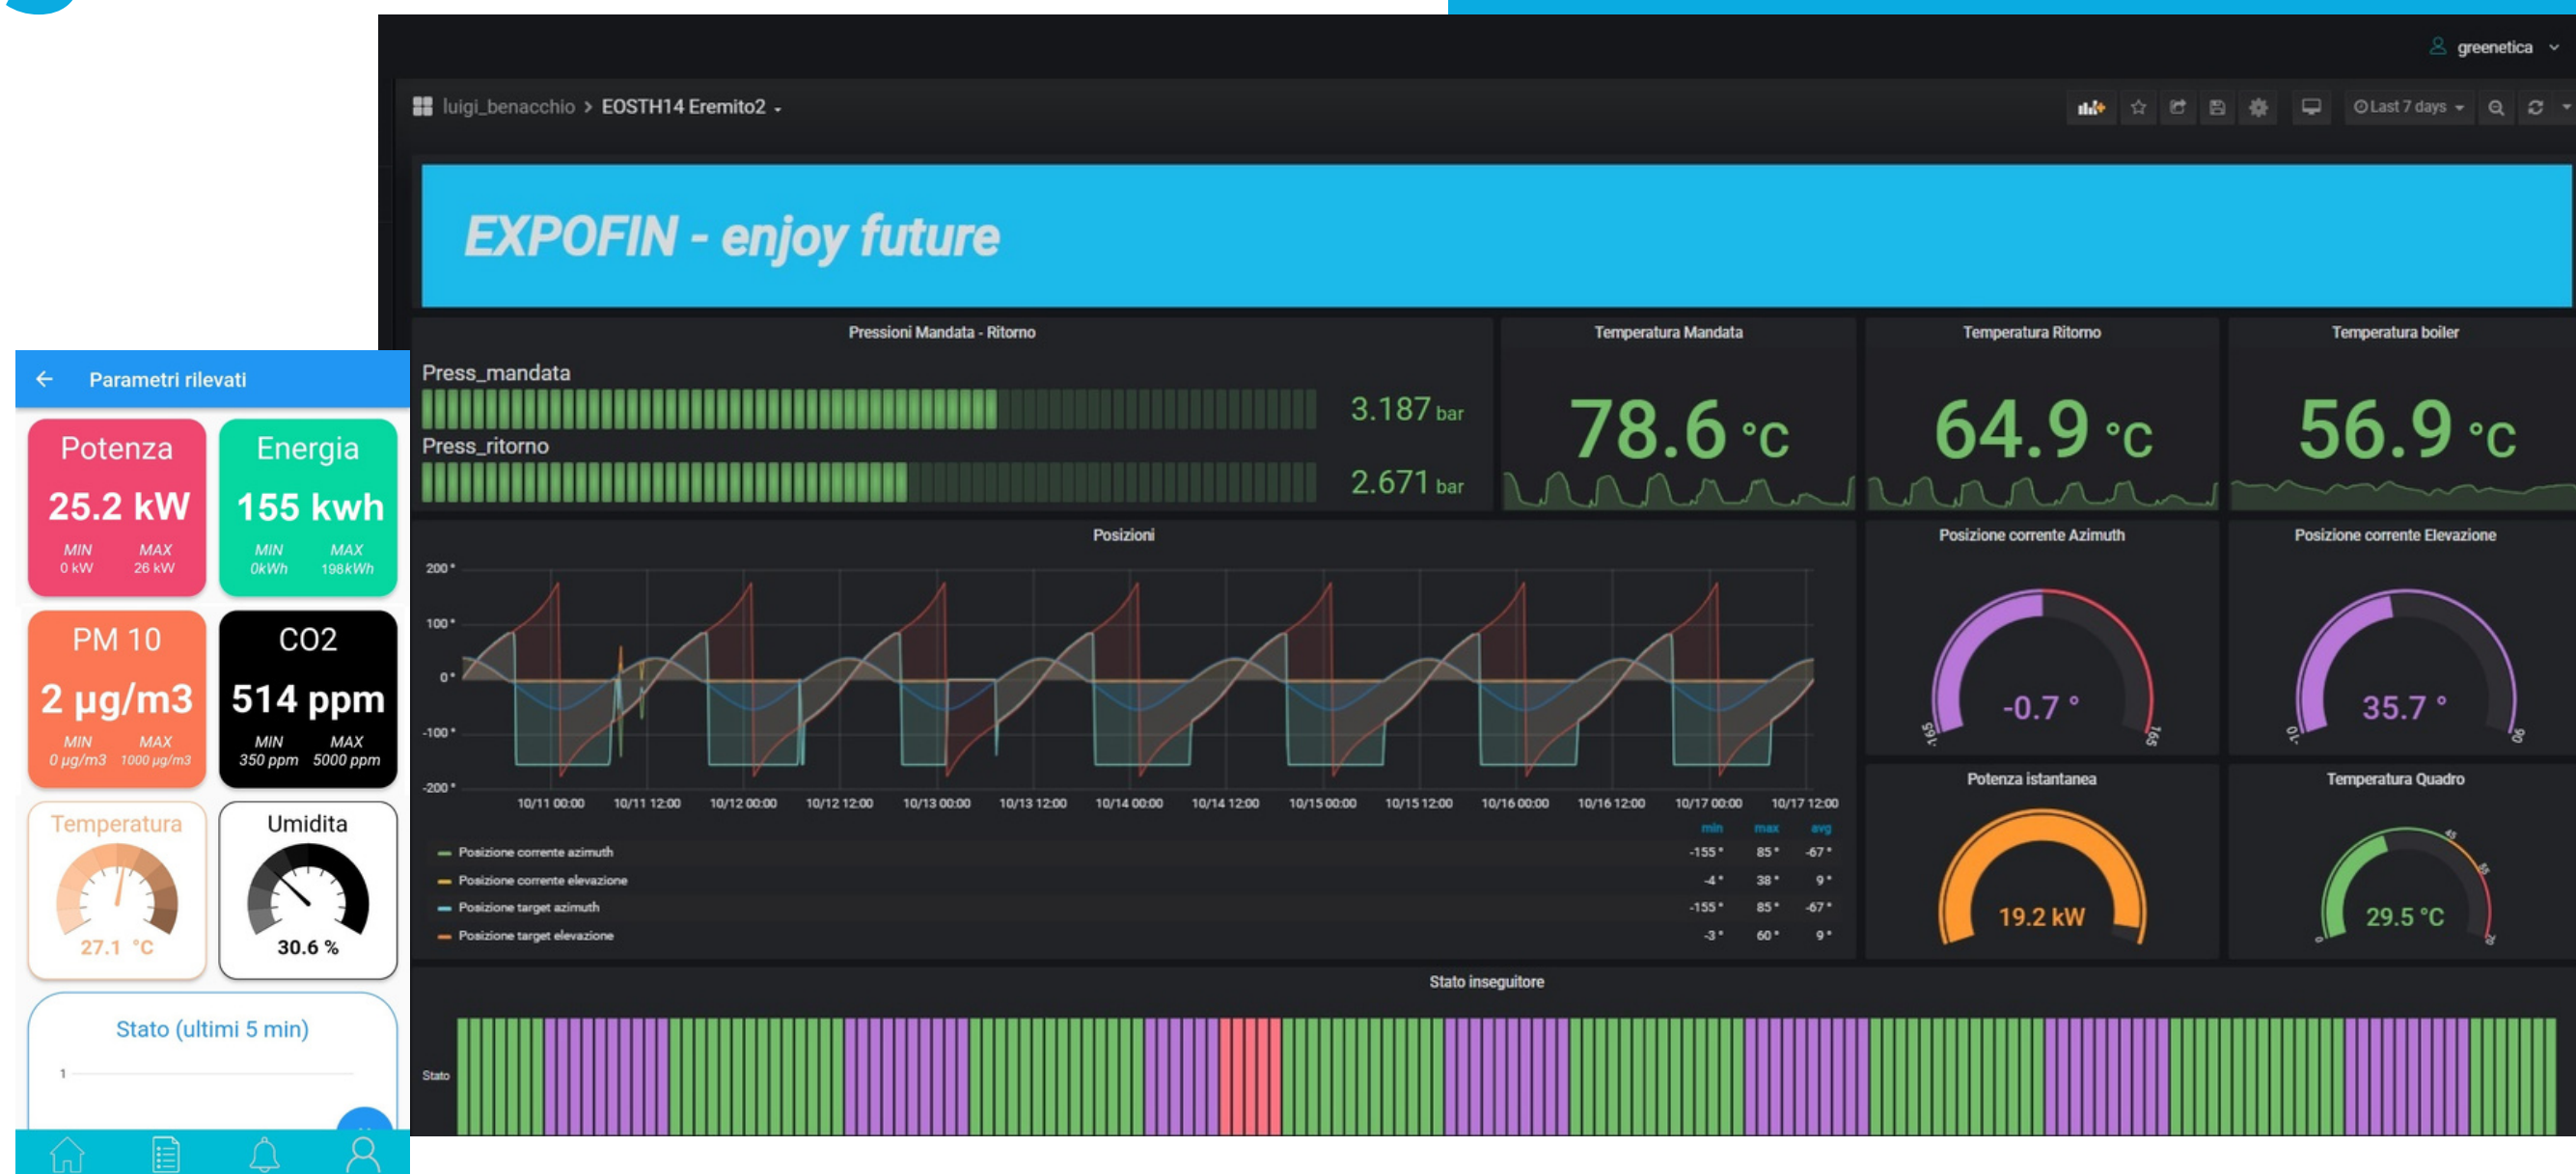 greenetica
luigi_benacchio > EOSTH14 Eremito2
Last 7 days
EXPOFIN - enjoy future
Pressioni Mandata - Ritorno
Press_mandata
3.187 bar
Press_ritorno
2.671 bar
Temperatura Mandata
78.6 °C
Temperatura Ritorno
64.9 °C
Temperatura boiler
56.9 °C
Posizioni
200 °
100 °
0 °
-100 °
-200 °
10/11 00:00 10/11 12:00 10/12 00:00 10/12 12:00 10/13 00:00 10/13 12:00 10/14 00:00 10/14 12:00 10/15 00:00 10/15 12:00 10/16 00:00 10/16 12:00 10/17 00:00 10/17 12:00
min max avg
Posizione corrente azimuth -155 ° 85 ° -67 °
Posizione corrente elevazione -4 ° 38 ° 9 °
Posizione target azimuth -155 ° 85 ° -67 °
Posizione target elevazione -3 ° 60 ° 9 °
Posizione corrente Azimuth
-0.7 °
-165 165
Posizione corrente Elevazione
35.7 °
-10 90
Potenza istantanea
19.2 kW
Temperatura Quadro
45
55
29.5 °C
0 70
Stato inseguitore
Stato
Parametri rilevati
Potenza
25.2 kW
MIN MAX
0 kW 26 kW
Energia
155 kwh
MIN MAX
0kWh 198kWh
PM 10
2 µg/m3
MIN MAX
0 µg/m3 1000 µg/m3
CO2
514 ppm
MIN MAX
350 ppm 5000 ppm
Temperatura
27.1 °C
Umidita
30.6 %
Stato (ultimi 5 min)
1